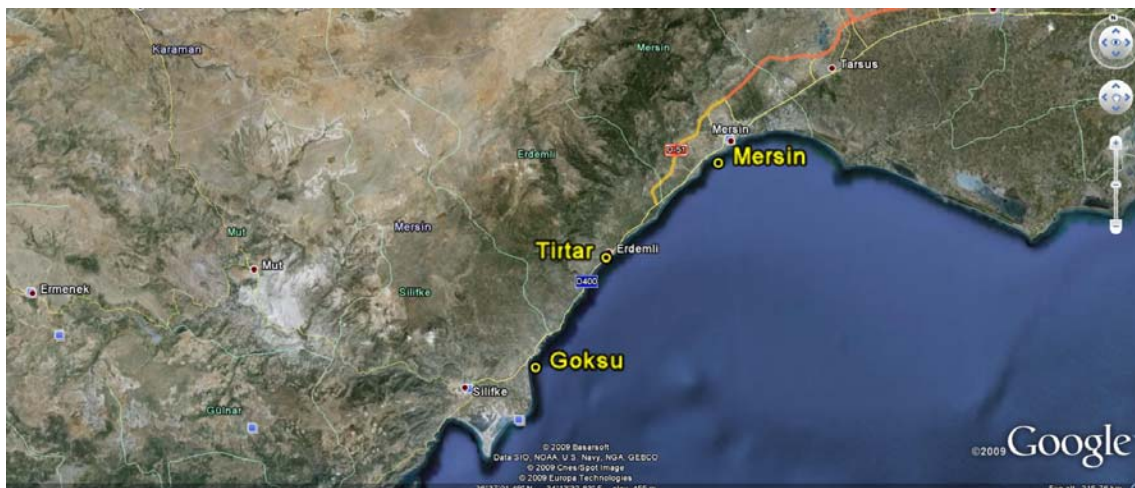 N
Karaman
Mersin
Tarsus
Mersin
Mersin
O-51
Erdemli
Mersin
Mut
Tirtar
Erdemli
Mut
D400
Ermenek
Silifke
Goksu
Silifke
Gülnar
© 2009 Basarsoft
Data SIO, NOAA, U.S. Navy, NGA, GEBCO
© 2009 Cnes/Spot Image
© 2009 Europa Technologies
©2009 Google